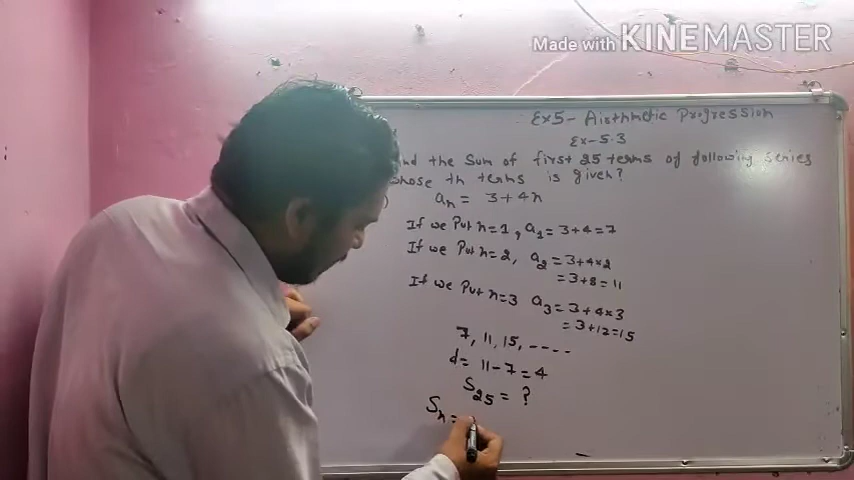 Made with KINEMASTER
Ex5- Airthmetic Progression
Ex-5.3
nd the Sum of first 25 terms of following series
whose th terms is given?
aₙ = 3+4n
If we Put n=1, a₁ = 3+4=7
If we Put n=2, a₂ = 3+4×2
= 3+8=11
If we Put n=3 a₃ = 3+4×3
= 3+12=15
7, 11, 15, ----
d= 11-7=4
S₂₅ = ?
Sₙ =